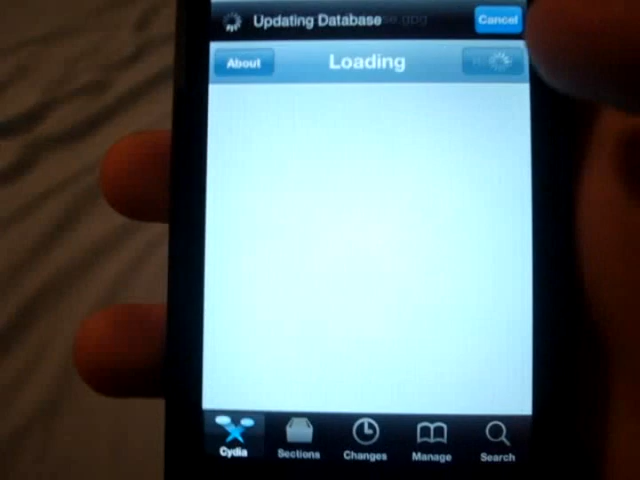 Updating Database
Cancel
About
Loading
Cydia
Sections
Changes
Manage
Search